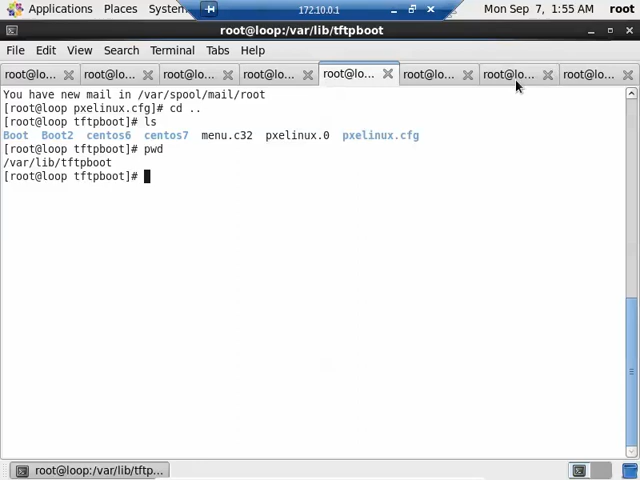 Applications Places System 172.10.0.1 Mon Sep 7, 1:55 AM root
root@loop:/var/lib/tftpboot
File Edit View Search Terminal Tabs Help
root@lo... root@lo... root@lo... root@lo... root@lo... root@lo... root@lo... root@lo...
You have new mail in /var/spool/mail/root
[root@loop pxelinux.cfg]# cd ..
[root@loop tftpboot]# ls
Boot Boot2 centos6 centos7 menu.c32 pxelinux.0 pxelinux.cfg
[root@loop tftpboot]# pwd
/var/lib/tftpboot
[root@loop tftpboot]#
root@loop:/var/lib/tftp...